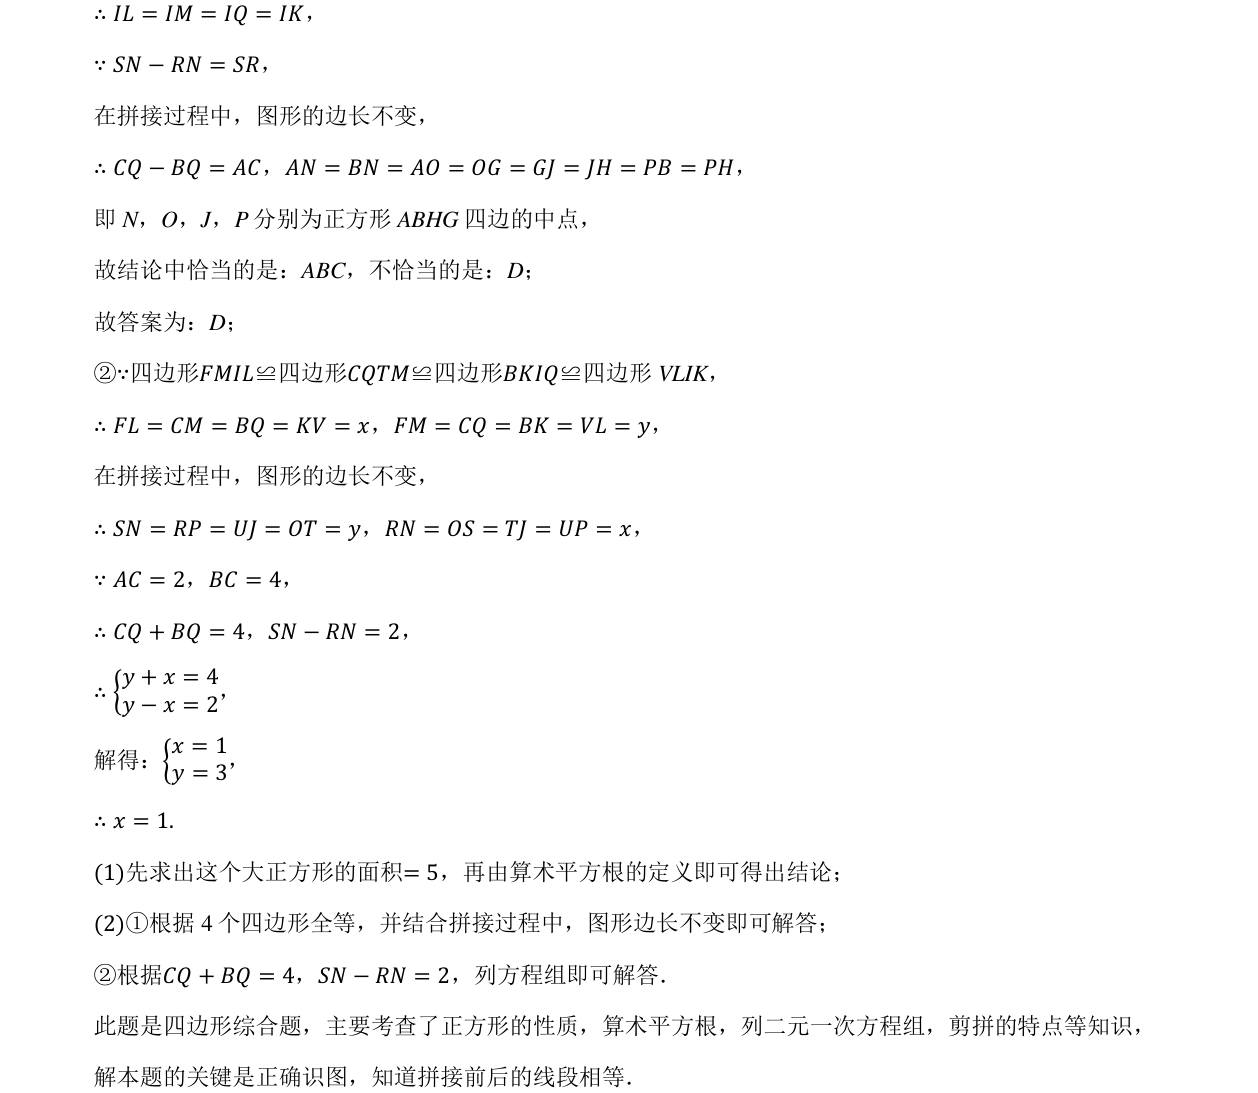 ∴ IL = IM = IQ = IK，
∵ SN − RN = SR，
在拼接过程中，图形的边长不变，
∴ CQ − BQ = AC，AN = BN = AO = OG = GJ = JH = PB = PH，
即 N，O，J，P 分别为正方形 ABHG 四边的中点，
故结论中恰当的是：ABC，不恰当的是：D；
故答案为：D；
②∵四边形FMIL≌四边形CQTM≌四边形BKIQ≌四边形 VLIK，
∴ FL = CM = BQ = KV = x，FM = CQ = BK = VL = y，
在拼接过程中，图形的边长不变，
∴ SN = RP = UJ = OT = y，RN = OS = TJ = UP = x，
∵ AC = 2，BC = 4，
∴ CQ + BQ = 4，SN − RN = 2，
∴ {y + x = 4
y − x = 2，
解得：{x = 1
y = 3，
∴ x = 1.
(1)先求出这个大正方形的面积= 5，再由算术平方根的定义即可得出结论；
(2)①根据 4 个四边形全等，并结合拼接过程中，图形边长不变即可解答；
②根据CQ + BQ = 4，SN − RN = 2，列方程组即可解答．
此题是四边形综合题，主要考查了正方形的性质，算术平方根，列二元一次方程组，剪拼的特点等知识，
解本题的关键是正确识图，知道拼接前后的线段相等．